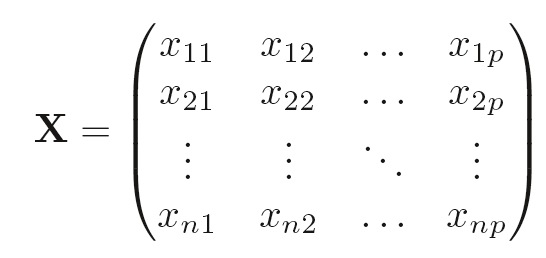 X = ( x11 x12 … x1p
x21 x22 … x2p
⋮ ⋮ ⋱ ⋮
xn1 xn2 … xnp )